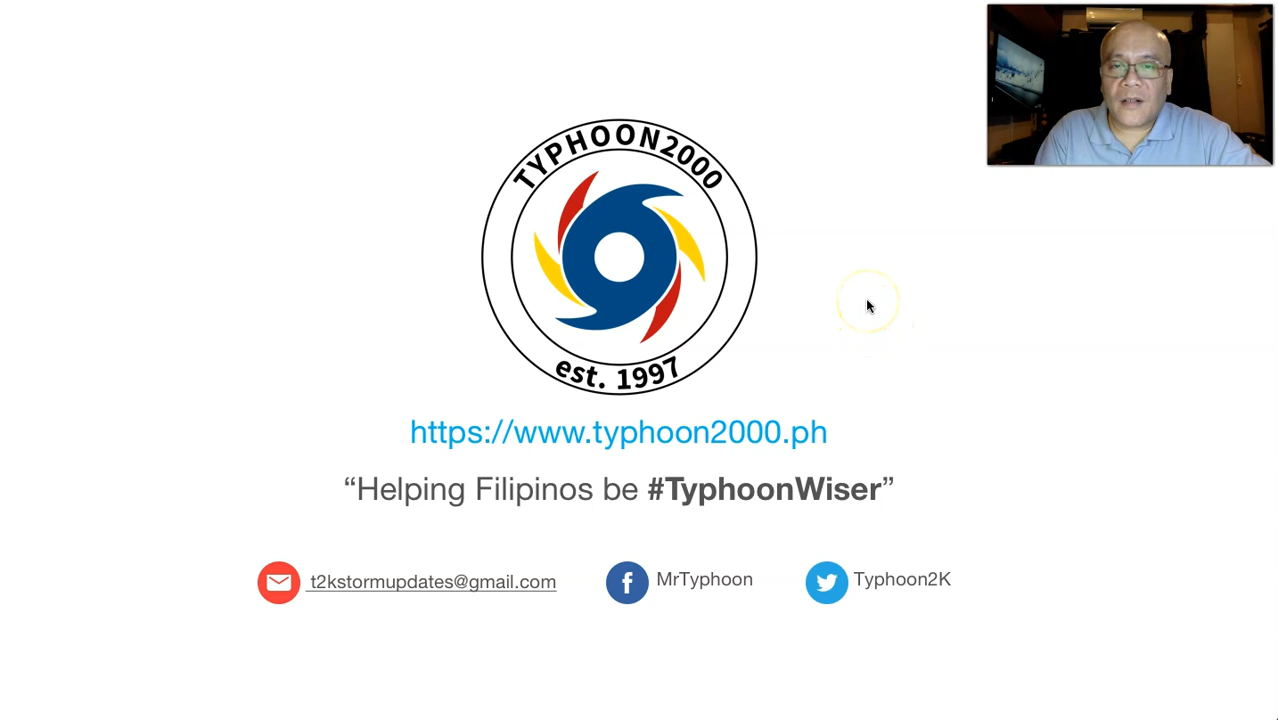 TYPHOON2000
est. 1997
https://www.typhoon2000.ph
“Helping Filipinos be #TyphoonWiser”
t2kstormupdates@gmail.com
MrTyphoon
Typhoon2K